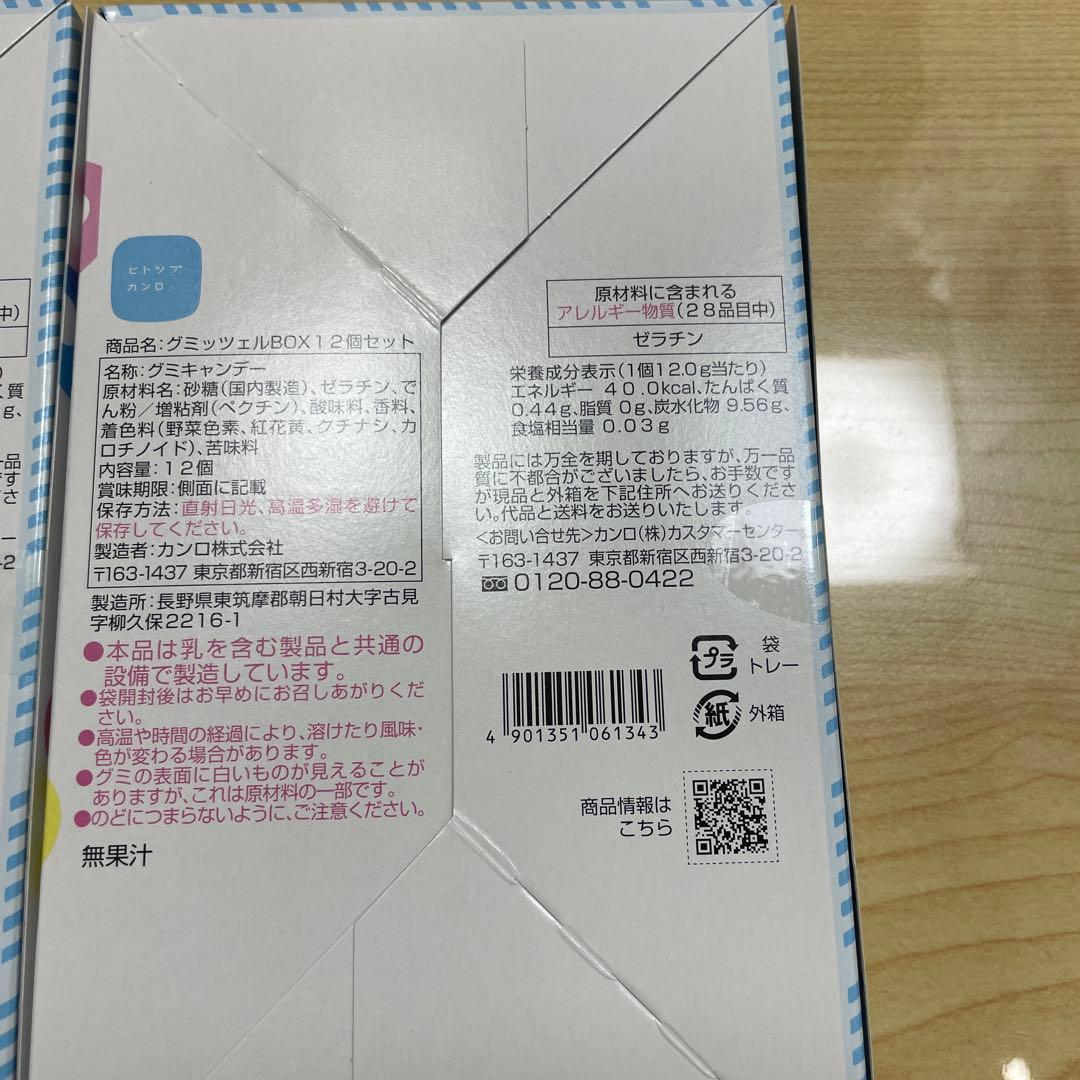 ヒトツブ
カンロ
商品名:グミッツェルBOX12個セット
名称:グミキャンデー
原材料名:砂糖(国内製造)、ゼラチン、で
ん粉/増粘剤(ペクチン)、酸味料、香料、
着色料(野菜色素、紅花黄、クチナシ、カ
ロチノイド)、苦味料
内容量:12個
賞味期限:側面に記載
保存方法:直射日光、高温多湿を避けて
保存してください。
製造者:カンロ株式会社
〒163-1437 東京都新宿区西新宿3-20-2
製造所:長野県東筑摩郡朝日村大字古見
字柳久保2216-1
●本品は乳を含む製品と共通の
設備で製造しています。
●袋開封後はお早めにお召しあがりくだ
さい。
●高温や時間の経過により、溶けたり風味・
色が変わる場合があります。
●グミの表面に白いものが見えることが
ありますが、これは原材料の一部です。
●のどにつまらないように、ご注意ください。
無果汁
原材料に含まれる
アレルギー物質(28品目中)
ゼラチン
栄養成分表示(1個12.0g当たり)
エネルギー 40.0kcal、たんぱく質
0.44g、脂質 0g、炭水化物 9.56g、
食塩相当量 0.03g
製品には万全を期しておりますが、万一品
質に不都合がございましたら、お手数です
が現品と外箱を下記住所へお送りくださ
い。代品と送料をお送りいたします。
<お問い合せ先>カンロ(株)カスタマーセンター
〒163-1437 東京都新宿区西新宿3-20-2
0120-88-0422
プラ
袋
トレー
紙
外箱
4 901351 061343
商品情報は
こちら